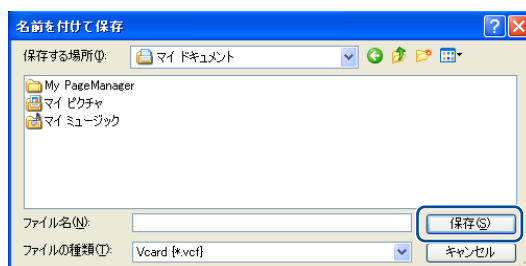 名前を付けて保存
保存する場所(I): マイ ドキュメント
My PageManager
マイ ピクチャ
マイ ミュージック
ファイル名(N): 保存(S)
ファイルの種類(T): Vcard {*.vcf} キャンセル